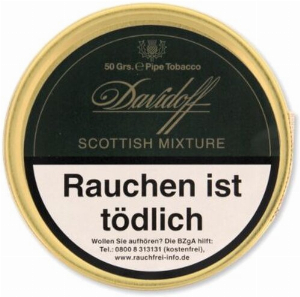 50 Grs. ℮ Pipe Tobacco
Davidoff
SCOTTISH MIXTURE
Rauchen ist
tödlich
Wollen Sie aufhören? Die BZgA hilft:
Tel.: 0800 8 313131 (kostenfrei),
www.rauchfrei-info.de